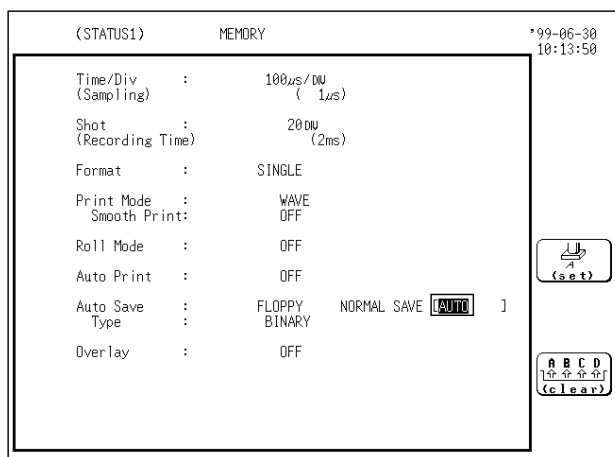 (STATUS1) MEMORY '99-06-30
10:13:50
Time/Div : 100µs/DIV
(Sampling) ( 1µs)
Shot : 20DIV
(Recording Time) (2ms)
Format : SINGLE
Print Mode : WAVE
Smooth Print: OFF
Roll Mode : OFF
Auto Print : OFF
Auto Save : FLOPPY NORMAL SAVE [AUTO ]
Type : BINARY
Overlay : OFF
A
(set)
A B C D
(clear)